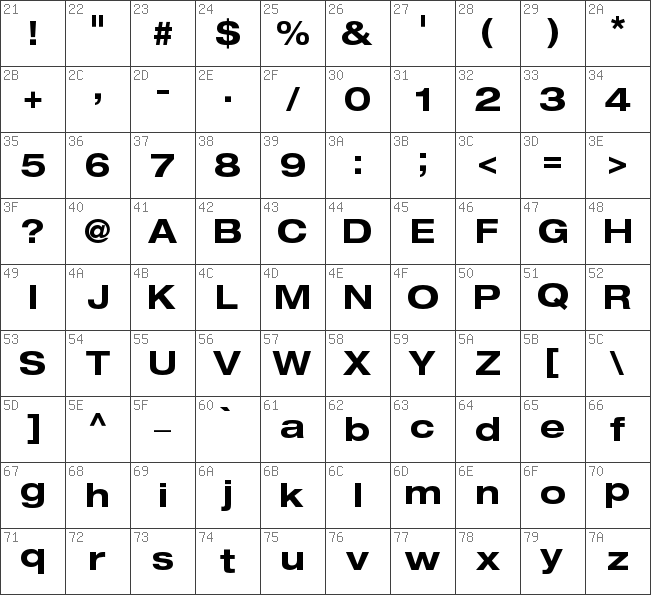 21 22 23 24 25 26 27 28 29 2A
! " # $ % & ' ( ) *
2B 2C 2D 2E 2F 30 31 32 33 34
+ , - . / 0 1 2 3 4
35 36 37 38 39 3A 3B 3C 3D 3E
5 6 7 8 9 : ; < = >
3F 40 41 42 43 44 45 46 47 48
? @ A B C D E F G H
49 4A 4B 4C 4D 4E 4F 50 51 52
I J K L M N O P Q R
53 54 55 56 57 58 59 5A 5B 5C
S T U V W X Y Z [ \
5D 5E 5F 60 61 62 63 64 65 66
] ^ _ ` a b c d e f
67 68 69 6A 6B 6C 6D 6E 6F 70
g h i j k l m n o p
71 72 73 74 75 76 77 78 79 7A
q r s t u v w x y z